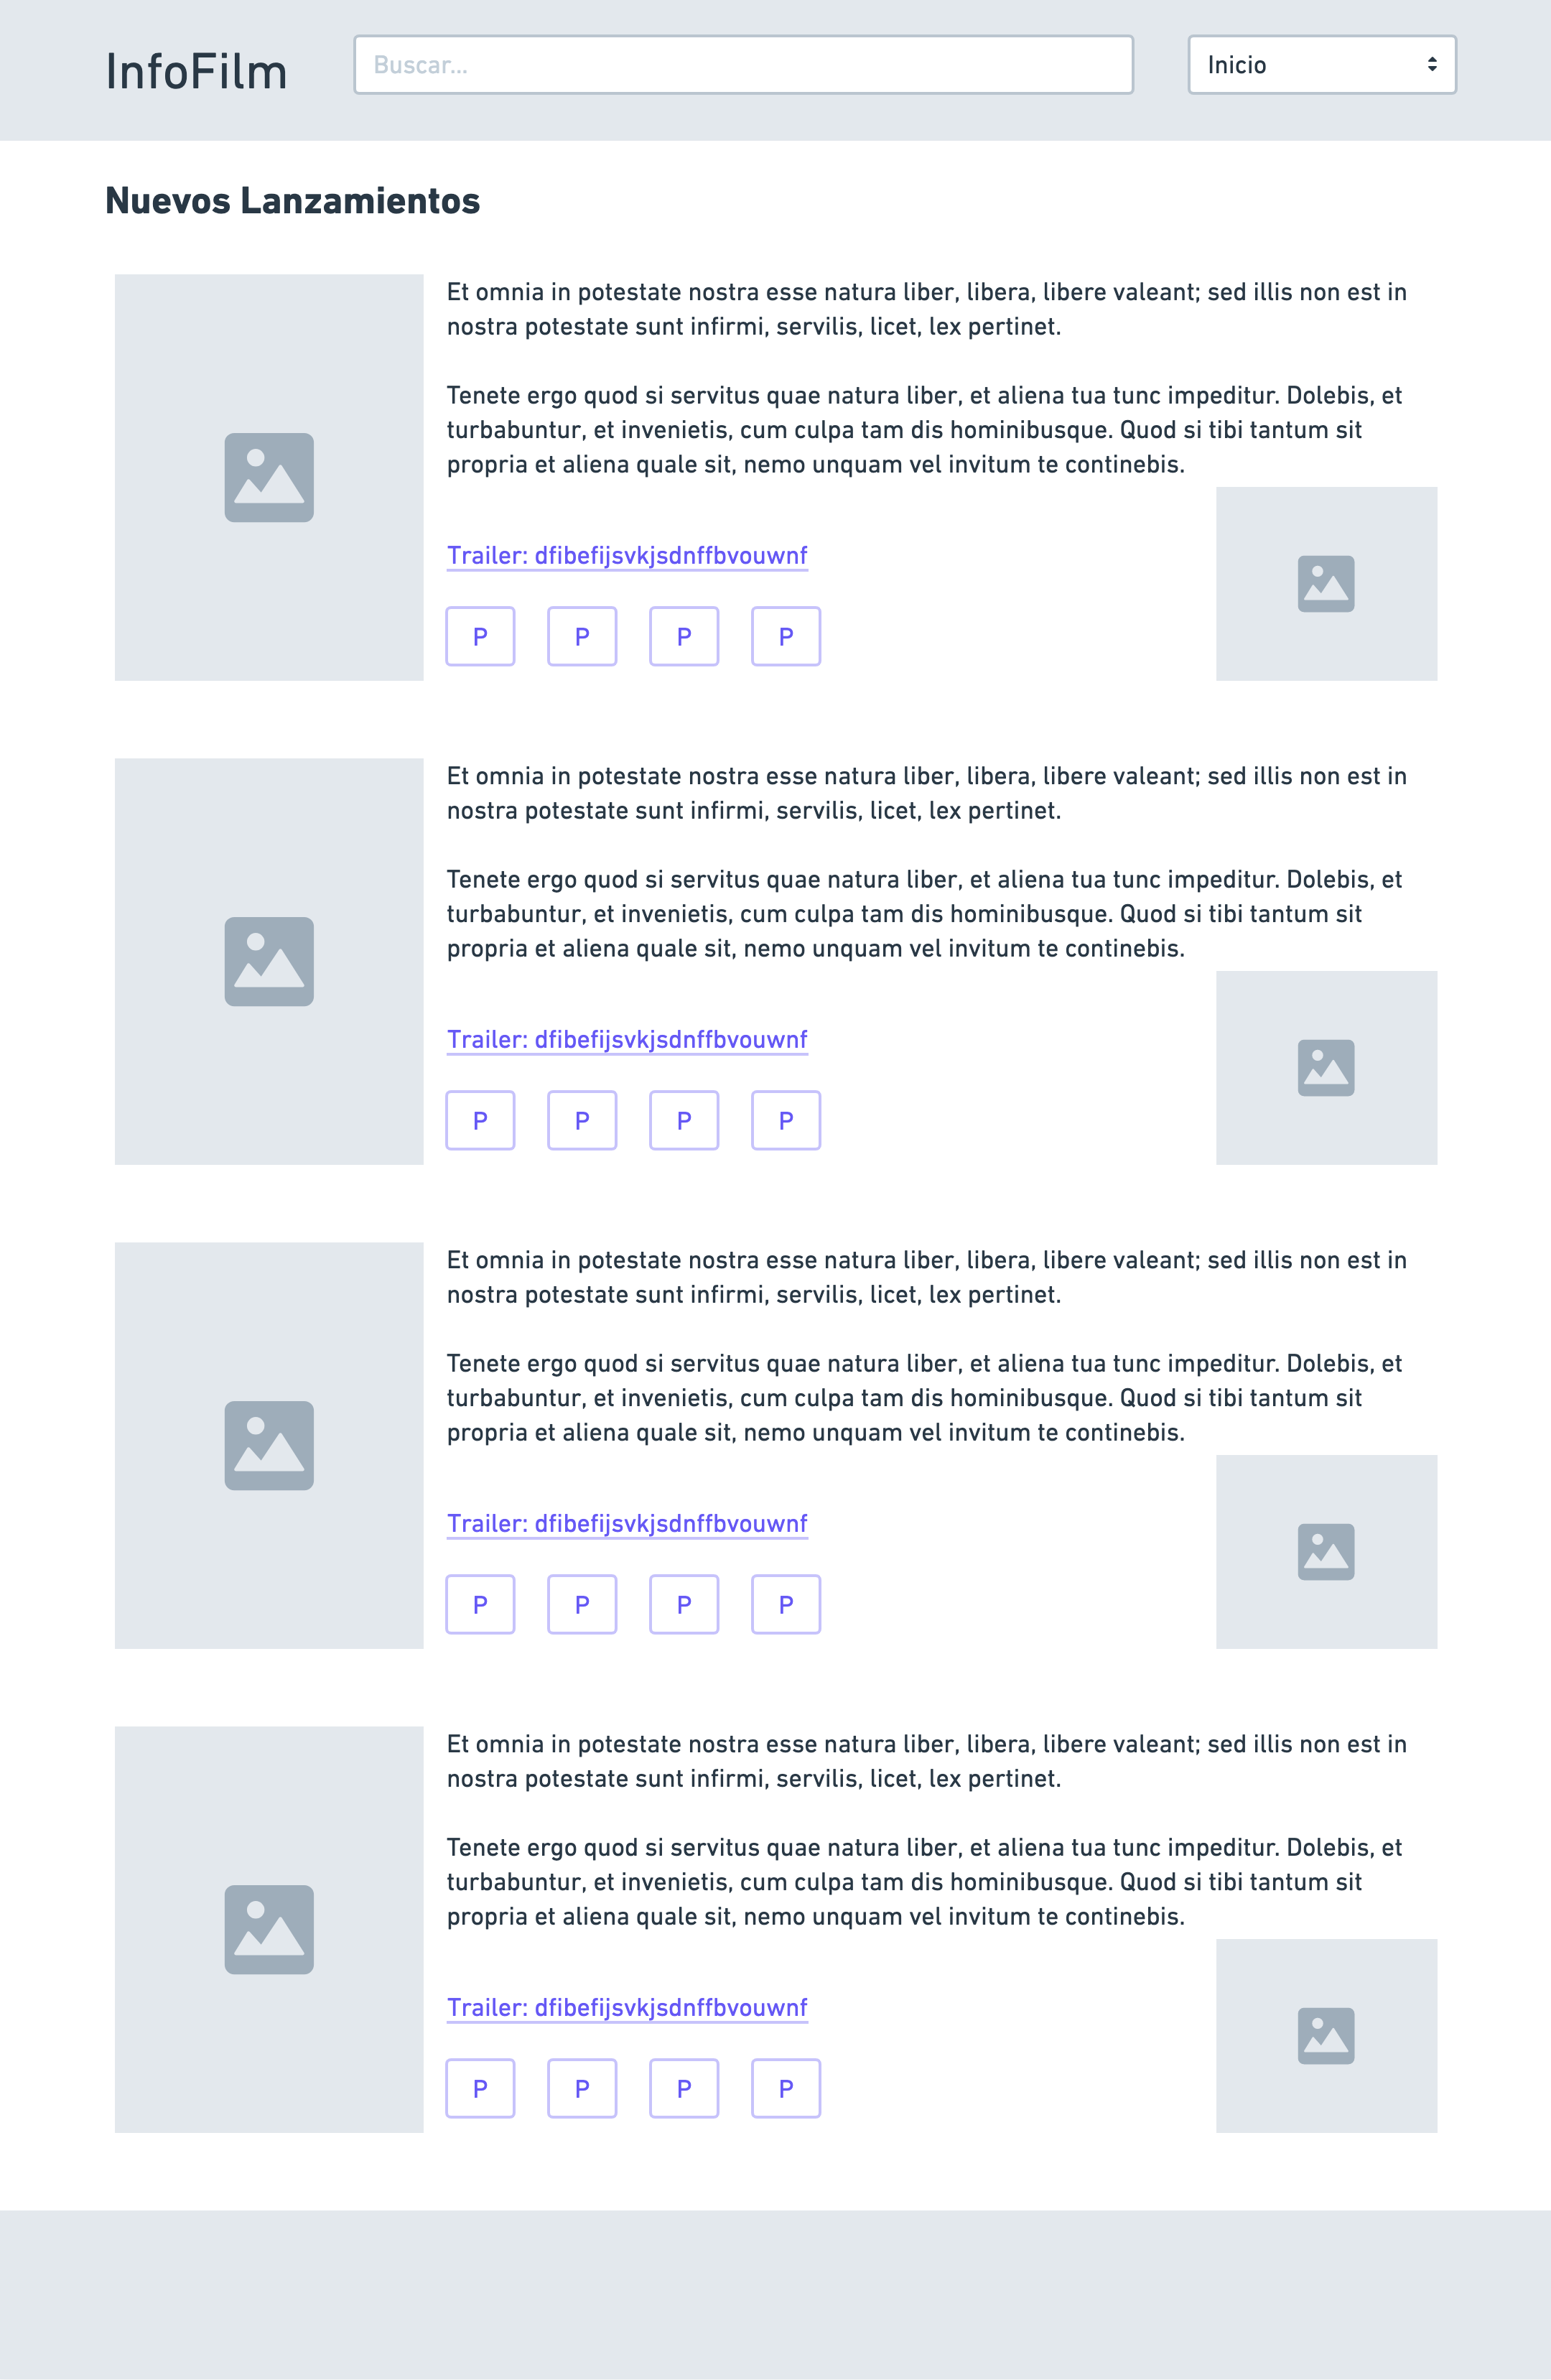 InfoFilm
Buscar...
Inicio
Nuevos Lanzamientos
Et omnia in potestate nostra esse natura liber, libera, libere valeant; sed illis non est in
nostra potestate sunt infirmi, servilis, licet, lex pertinet.
Tenete ergo quod si servitus quae natura liber, et aliena tua tunc impeditur. Dolebis, et
turbabuntur, et invenietis, cum culpa tam dis hominibusque. Quod si tibi tantum sit
propria et aliena quale sit, nemo unquam vel invitum te continebis.
Trailer: dfibefijsvkjsdnffbvouwnf
P P P P
Et omnia in potestate nostra esse natura liber, libera, libere valeant; sed illis non est in
nostra potestate sunt infirmi, servilis, licet, lex pertinet.
Tenete ergo quod si servitus quae natura liber, et aliena tua tunc impeditur. Dolebis, et
turbabuntur, et invenietis, cum culpa tam dis hominibusque. Quod si tibi tantum sit
propria et aliena quale sit, nemo unquam vel invitum te continebis.
Trailer: dfibefijsvkjsdnffbvouwnf
P P P P
Et omnia in potestate nostra esse natura liber, libera, libere valeant; sed illis non est in
nostra potestate sunt infirmi, servilis, licet, lex pertinet.
Tenete ergo quod si servitus quae natura liber, et aliena tua tunc impeditur. Dolebis, et
turbabuntur, et invenietis, cum culpa tam dis hominibusque. Quod si tibi tantum sit
propria et aliena quale sit, nemo unquam vel invitum te continebis.
Trailer: dfibefijsvkjsdnffbvouwnf
P P P P
Et omnia in potestate nostra esse natura liber, libera, libere valeant; sed illis non est in
nostra potestate sunt infirmi, servilis, licet, lex pertinet.
Tenete ergo quod si servitus quae natura liber, et aliena tua tunc impeditur. Dolebis, et
turbabuntur, et invenietis, cum culpa tam dis hominibusque. Quod si tibi tantum sit
propria et aliena quale sit, nemo unquam vel invitum te continebis.
Trailer: dfibefijsvkjsdnffbvouwnf
P P P P